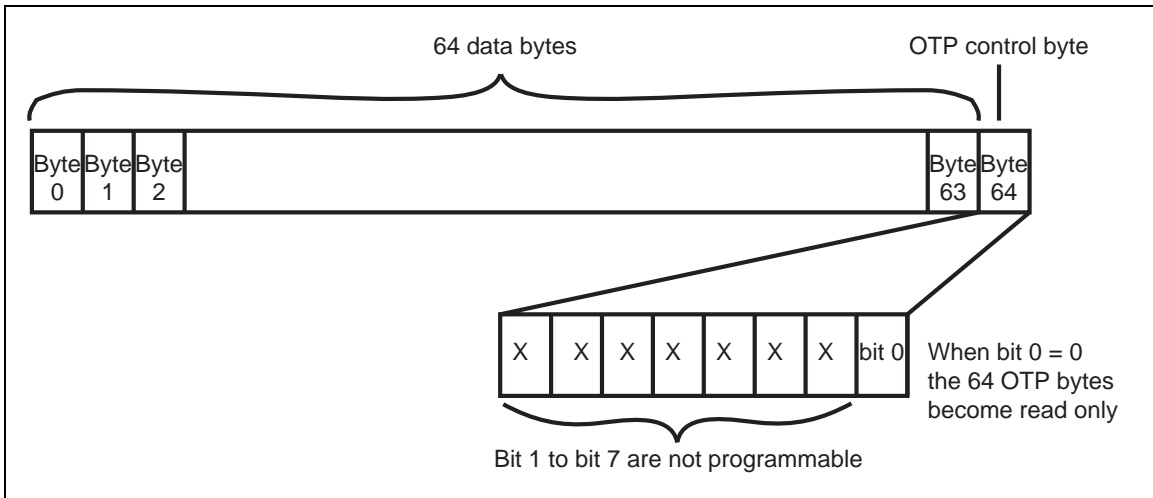 64 data bytes
OTP control byte
Byte 0
Byte 1
Byte 2
Byte 63
Byte 64
X X X X X X X bit 0
When bit 0 = 0
the 64 OTP bytes
become read only
Bit 1 to bit 7 are not programmable